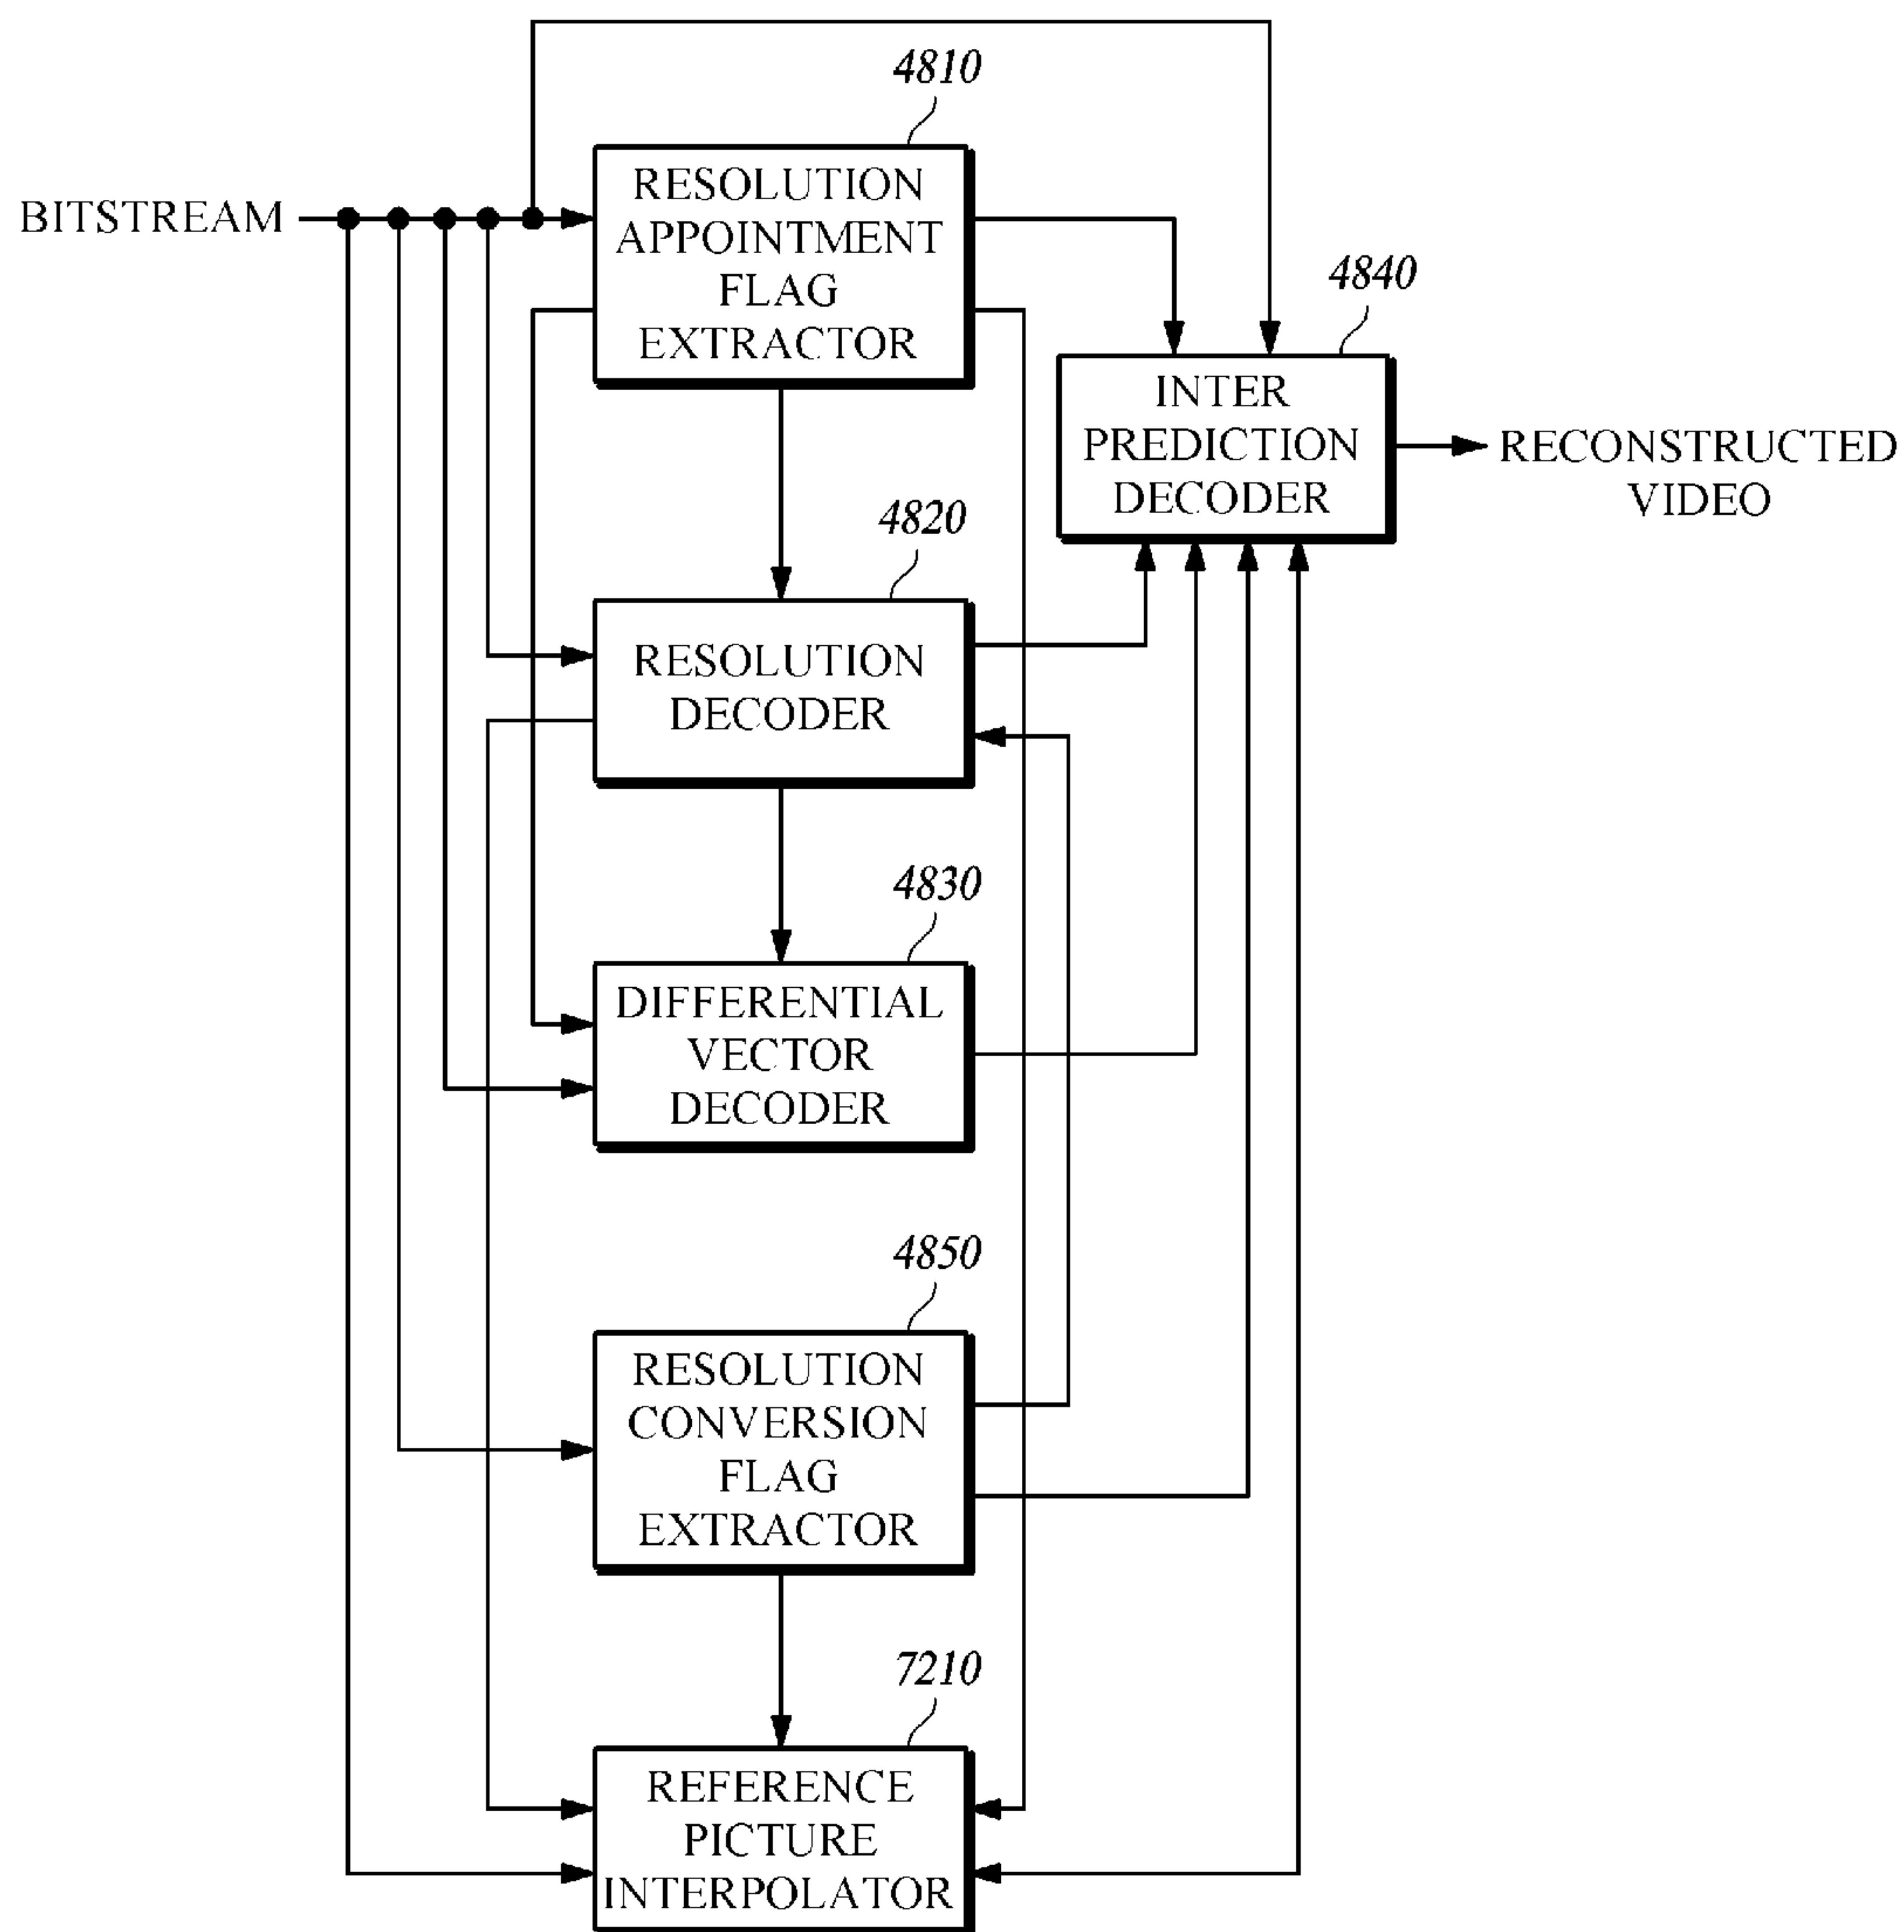 4810
BITSTREAM
RESOLUTION
APPOINTMENT
FLAG
EXTRACTOR
4840
INTER
PREDICTION
DECODER
RECONSTRUCTED
VIDEO
4820
RESOLUTION
DECODER
4830
DIFFERENTIAL
VECTOR
DECODER
4850
RESOLUTION
CONVERSION
FLAG
EXTRACTOR
7210
REFERENCE
PICTURE
INTERPOLATOR